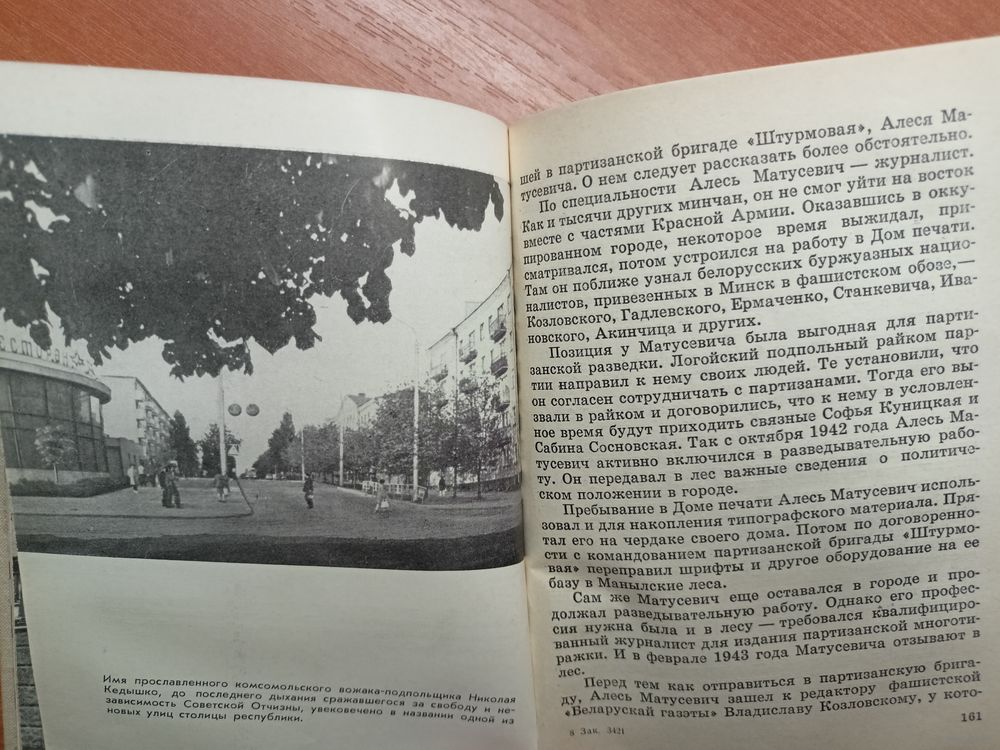 Имя прославленного комсомольского вожака-подпольщика Николая
Кедышко, до последнего дыхания сражавшегося за свободу и не-
зависимость Советской Отчизны, увековечено в названии одной из
новых улиц столицы республики.
шей в партизанской бригаде «Штурмовая», Алеся Ма-
тусевича. О нем следует рассказать более обстоятельно.
По специальности Алесь Матусевич — журналист.
Как и тысячи других минчан, он не смог уйти на восток
вместе с частями Красной Армии. Оказавшись в окку-
пированном городе, некоторое время выжидал, при-
сматривался, потом устроился на работу в Дом печати.
Там он поближе узнал белорусских буржуазных нацио-
налистов, привезенных в Минск в фашистском обозе,—
Козловского, Гадлевского, Ермаченко, Станкевича, Ива-
новского, Акинчица и других.
Позиция у Матусевича была выгодная для парти-
занской разведки. Логойский подпольный райком пар-
тии направил к нему своих людей. Те установили, что
он согласен сотрудничать с партизанами. Тогда его вы-
звали в райком и договорились, что к нему в условлен-
ное время будут приходить связные Софья Куницкая и
Сабина Сосновская. Так с октября 1942 года Алесь Ма-
тусевич активно включился в разведывательную рабо-
ту. Он передавал в лес важные сведения о политиче-
ском положении в городе.
Пребывание в Доме печати Алесь Матусевич исполь-
зовал и для накопления типографского материала. Пря-
тал его на чердаке своего дома. Потом по договоренно-
сти с командованием партизанской бригады «Штурмо-
вая» переправил шрифты и другое оборудование на ее
базу в Маныльские леса.
Сам же Матусевич еще оставался в городе и про-
должал разведывательную работу. Однако его профес-
сия нужна была и в лесу — требовался квалифициро-
ванный журналист для издания партизанской многоти-
ражки. И в феврале 1943 года Матусевича отзывают в
лес.
Перед тем как отправиться в партизанскую брига-
ду, Алесь Матусевич зашел к редактору фашистской
«Беларускай газэты» Владиславу Козловскому, у кото-
6 Зак. 3421
161